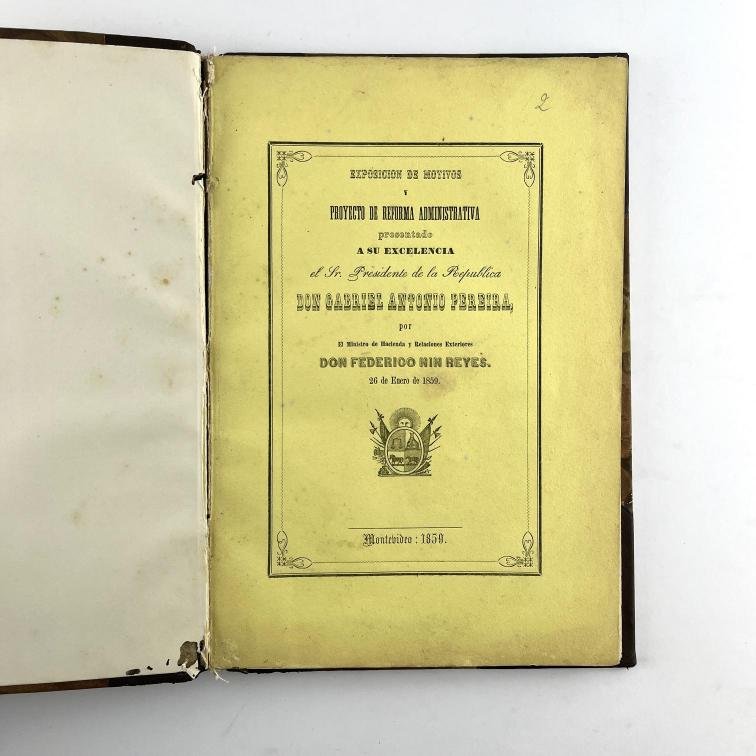 2
EXPOSICION DE MOTIVOS
Y
PROYECTO DE REFORMA ADMINISTRATIVA
presentado
A SU EXCELENCIA
el Sr. Presidente de la Republica
DON GABRIEL ANTONIO PEREIRA,
por
El Ministro de Hacienda y Relaciones Exteriores
DON FEDERICO NIN REYES.
26 de Enero de 1859.
Montevideo: 1859.